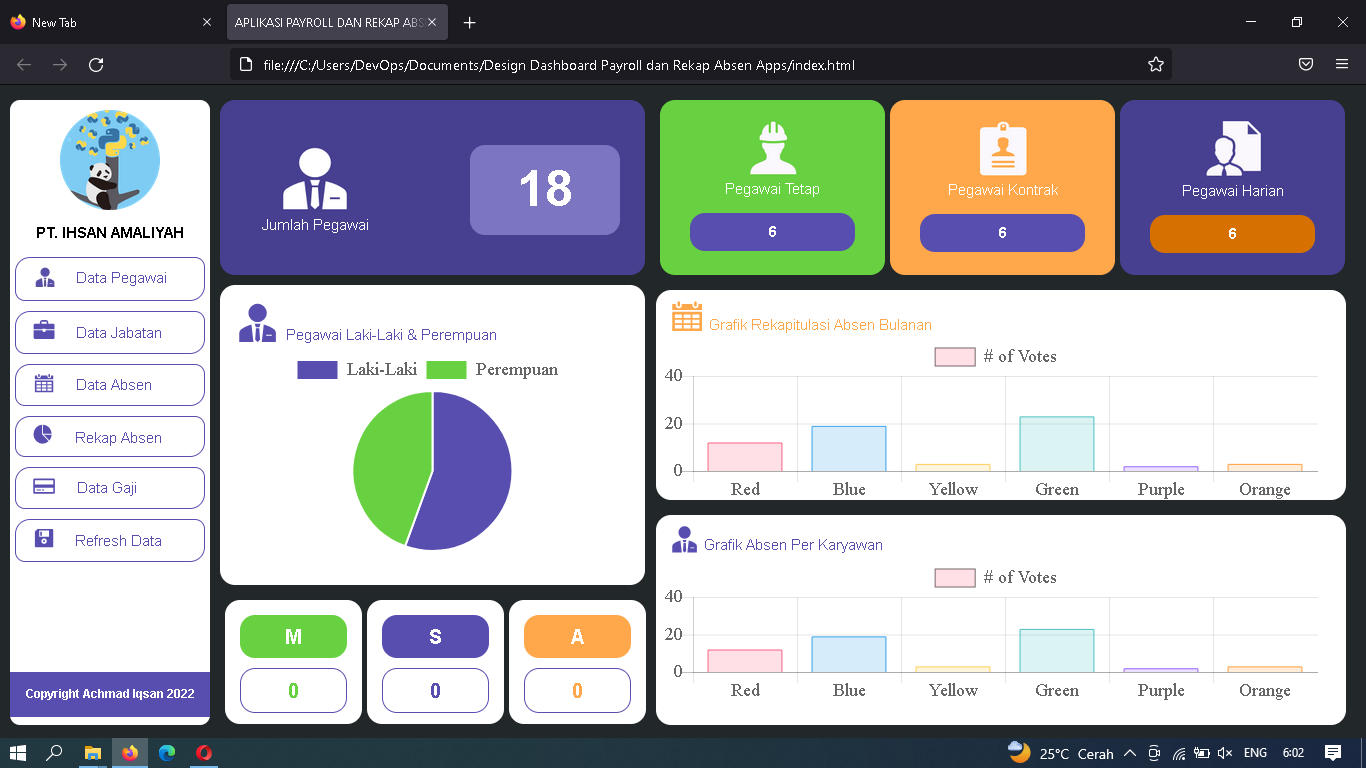 New Tab
APLIKASI PAYROLL DAN REKAP ABS
file:///C:/Users/DevOps/Documents/Design Dashboard Payroll dan Rekap Absen Apps/index.html
PT. IHSAN AMALIYAH
Data Pegawai
Data Jabatan
Data Absen
Rekap Absen
Data Gaji
Refresh Data
Copyright Achmad Iqsan 2022
Jumlah Pegawai
18
Pegawai Tetap
6
Pegawai Kontrak
6
Pegawai Harian
6
Pegawai Laki-Laki & Perempuan
Laki-Laki Perempuan
M
0
S
0
A
0
Grafik Rekapitulasi Absen Bulanan
# of Votes
40
20
0
Red Blue Yellow Green Purple Orange
Grafik Absen Per Karyawan
# of Votes
40
20
0
Red Blue Yellow Green Purple Orange
25°C Cerah ENG 6:02